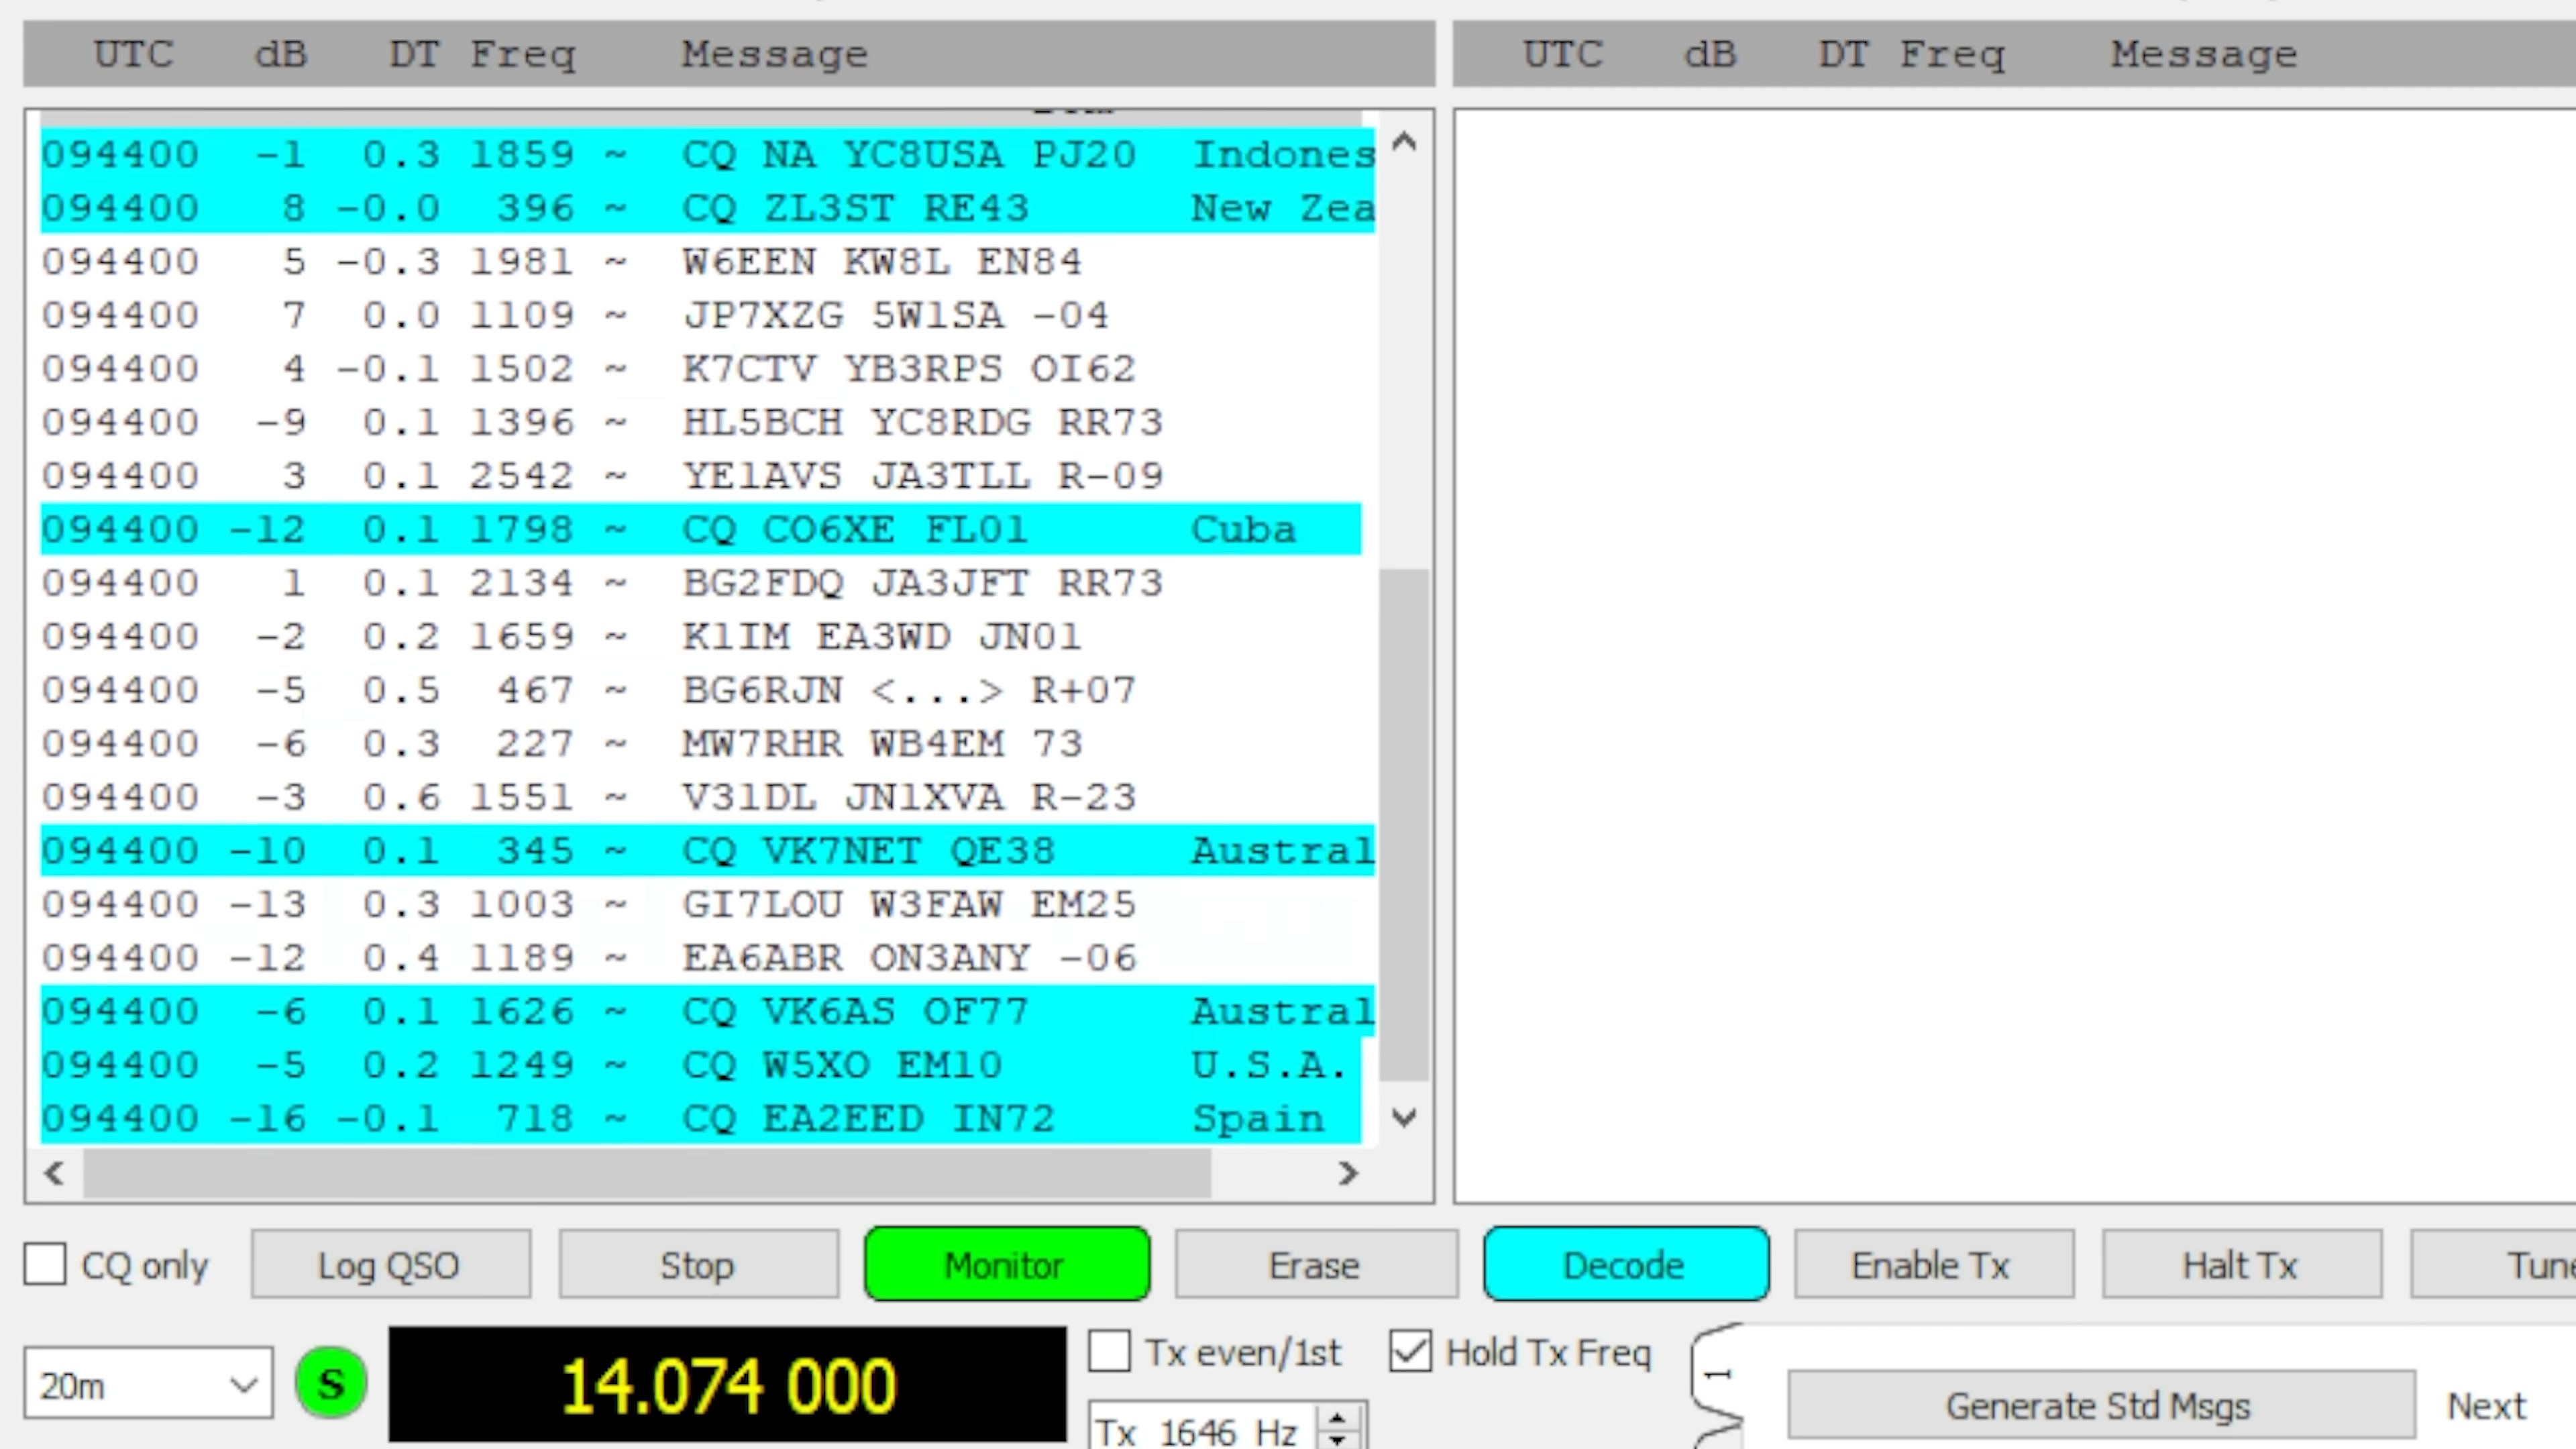 UTC dB DT Freq Message
UTC dB DT Freq Message
094400 -1 0.3 1859 ~ CQ NA YC8USA PJ20 Indones
094400 8 -0.0 396 ~ CQ ZL3ST RE43 New Zea
094400 5 -0.3 1981 ~ W6EEN KW8L EN84
094400 7 0.0 1109 ~ JP7XZG 5W1SA -04
094400 4 -0.1 1502 ~ K7CTV YB3RPS OI62
094400 -9 0.1 1396 ~ HL5BCH YC8RDG RR73
094400 3 0.1 2542 ~ YE1AVS JA3TLL R-09
094400 -12 0.1 1798 ~ CQ CO6XE FL01 Cuba
094400 1 0.1 2134 ~ BG2FDQ JA3JFT RR73
094400 -2 0.2 1659 ~ K1IM EA3WD JN01
094400 -5 0.5 467 ~ BG6RJN <...> R+07
094400 -6 0.3 227 ~ MW7RHR WB4EM 73
094400 -3 0.6 1551 ~ V31DL JN1XVA R-23
094400 -10 0.1 345 ~ CQ VK7NET QE38 Austral
094400 -13 0.3 1003 ~ GI7LOU W3FAW EM25
094400 -12 0.4 1189 ~ EA6ABR ON3ANY -06
094400 -6 0.1 1626 ~ CQ VK6AS OF77 Austral
094400 -5 0.2 1249 ~ CQ W5XO EM10 U.S.A.
094400 -16 -0.1 718 ~ CQ EA2EED IN72 Spain
CQ only Log QSO Stop Monitor Erase Decode Enable Tx Halt Tx Tune
20m S 14.074 000 Tx even/1st Hold Tx Freq 1
Tx 1646 Hz Generate Std Msgs Next